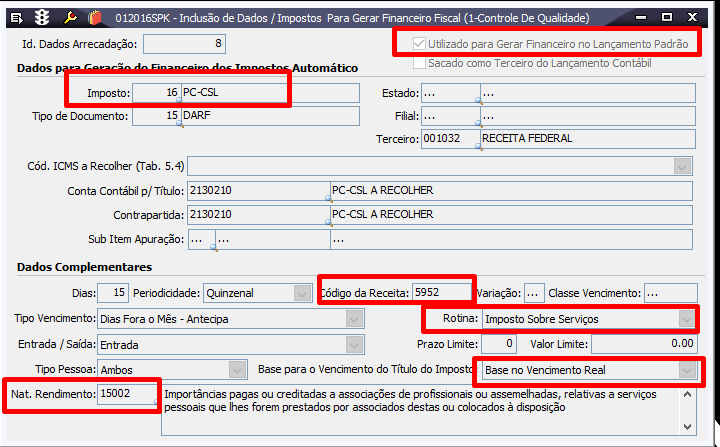 012016SPK - Inclusão de Dados / Impostos Para Gerar Financeiro Fiscal (1-Controle De Qualidade)
Id. Dados Arrecadação: 8 Utilizado para Gerar Financeiro no Lançamento Padrão
Sacado como Terceiro do Lançamento Contábil
Dados para Geração do Financeiro dos Impostos Automático
Imposto: 16 PC-CSL Estado: ... ...
Tipo de Documento: 15 DARF Filial: ... ...
Terceiro: 001032 RECEITA FEDERAL
Cód. ICMS a Recolher (Tab. 5.4)
Conta Contábil p/ Título: 2130210 PC-CSL A RECOLHER
Contrapartida: 2130210 PC-CSL A RECOLHER
Sub Item Apuração: ... ... ...
Dados Complementares
Dias: 15 Periodicidade: Quinzenal Código da Receita: 5952 Variação: ... Classe Vencimento: ...
Tipo Vencimento: Dias Fora o Mês - Antecipa Rotina: Imposto Sobre Serviços
Entrada / Saída: Entrada Prazo Limite: 0 Valor Limite: 0.00
Tipo Pessoa: Ambos Base para o Vencimento do Título do Imposto: Base no Vencimento Real
Nat. Rendimento: 15002 Importâncias pagas ou creditadas a associações de profissionais ou assemelhadas, relativas a serviços
pessoais que lhes forem prestados por associados destas ou colocados à disposição